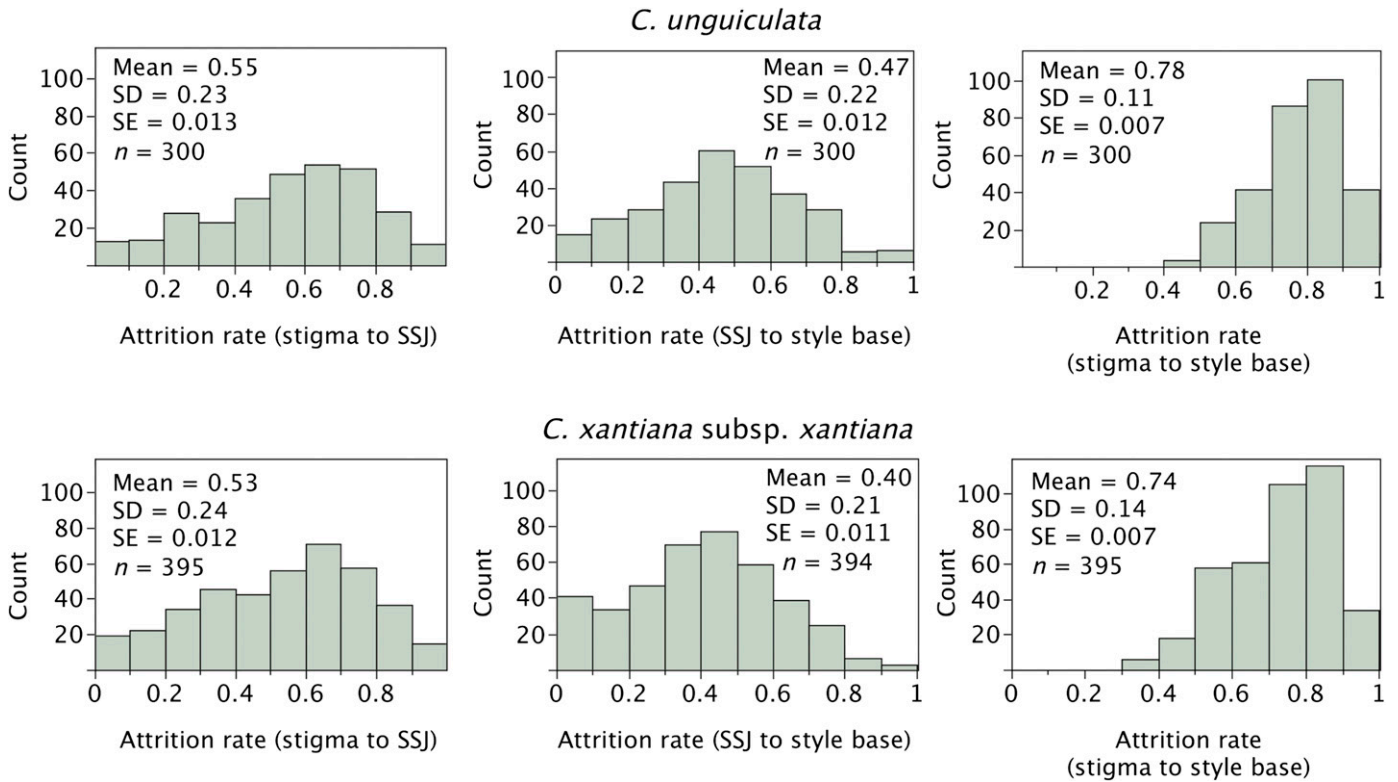 C. unguiculata
Count
100
80
60
40
20
Mean = 0.55
SD = 0.23
SE = 0.013
n = 300
0.2 0.4 0.6 0.8
Attrition rate (stigma to SSJ)
Count
100
80
60
40
20
Mean = 0.47
SD = 0.22
SE = 0.012
n = 300
0 0.2 0.4 0.6 0.8 1
Attrition rate (SSJ to style base)
Count
100
80
60
40
20
Mean = 0.78
SD = 0.11
SE = 0.007
n = 300
0.2 0.4 0.6 0.8 1
Attrition rate
(stigma to style base)
C. xantiana subsp. xantiana
Count
100
80
60
40
20
Mean = 0.53
SD = 0.24
SE = 0.012
n = 395
0 0.2 0.4 0.6 0.8
Attrition rate (stigma to SSJ)
Count
100
80
60
40
20
Mean = 0.40
SD = 0.21
SE = 0.011
n = 394
0 0.2 0.4 0.6 0.8 1
Attrition rate (SSJ to style base)
Count
100
80
60
40
20
Mean = 0.74
SD = 0.14
SE = 0.007
n = 395
0 0.2 0.4 0.6 0.8 1
Attrition rate
(stigma to style base)